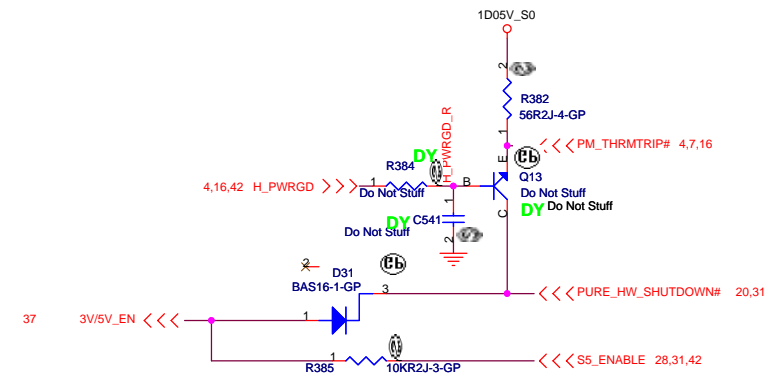 1D05V_S0
2
R382
56R2J-4-GP
1
PM_THRMTRIP# 4,7,16
H_PWRGD_R
DY
R384
E
Q13
4,16,42 H_PWRGD
1
B
Do Not Stuff
Do Not Stuff
DY Do Not Stuff
C
1
DY C541
Do Not Stuff
2
2
D31
BAS16-1-GP
3
PURE_HW_SHUTDOWN# 20,31
37 3V/5V_EN
1
1
R385
10KR2J-3-GP
S5_ENABLE 28,31,42